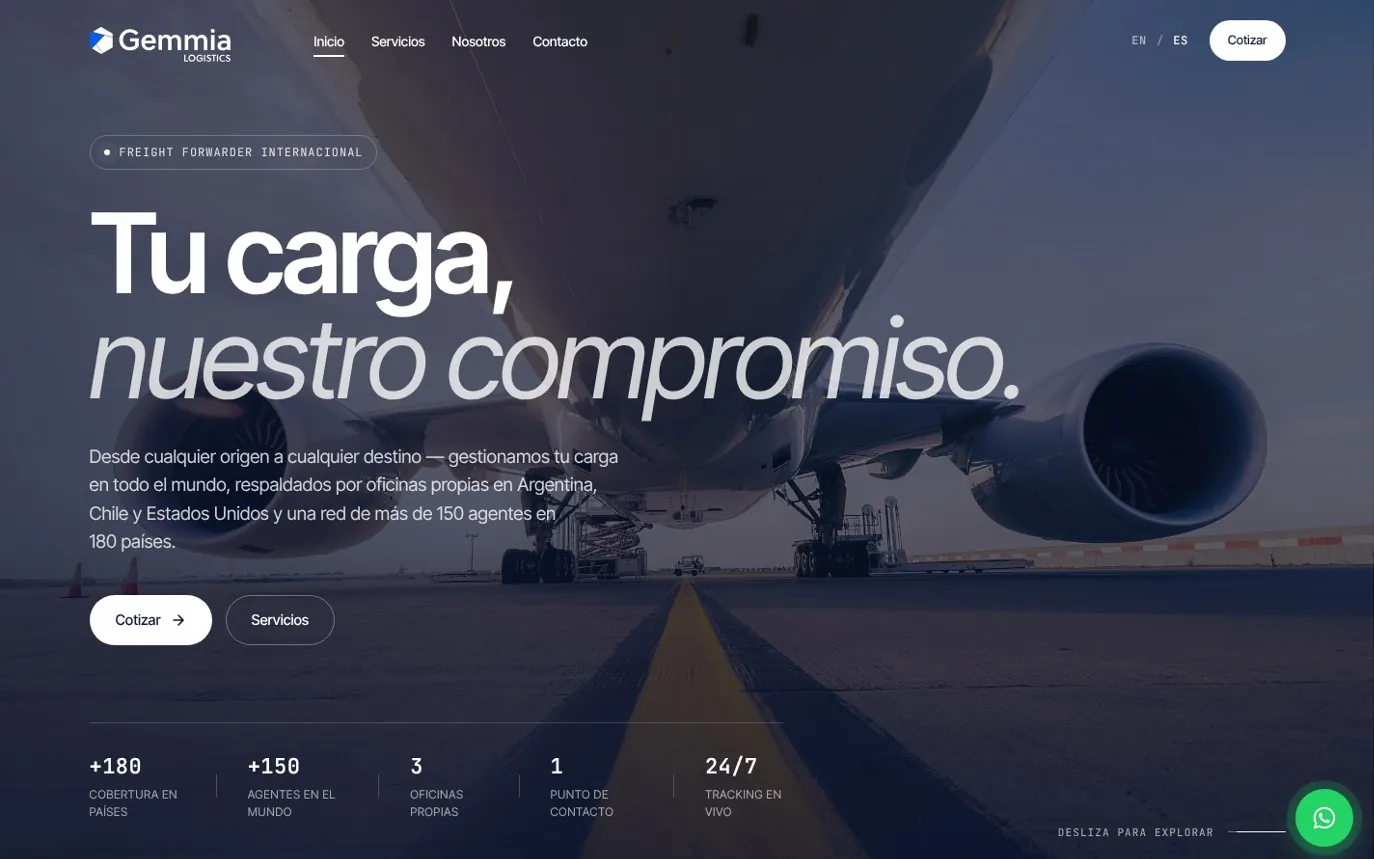 Gemmia
LOGISTICS
Inicio
Servicios
Nosotros
Contacto
EN / ES
Cotizar
FREIGHT FORWARDER INTERNACIONAL
Tu carga,
nuestro compromiso.
Desde cualquier origen a cualquier destino — gestionamos tu carga
en todo el mundo, respaldados por oficinas propias en Argentina,
Chile y Estados Unidos y una red de más de 150 agentes en
180 países.
Cotizar →
Servicios
+180
COBERTURA EN
PAÍSES
+150
AGENTES EN EL
MUNDO
3
OFICINAS
PROPIAS
1
PUNTO DE
CONTACTO
24/7
TRACKING EN
VIVO
DESLIZA PARA EXPLORAR